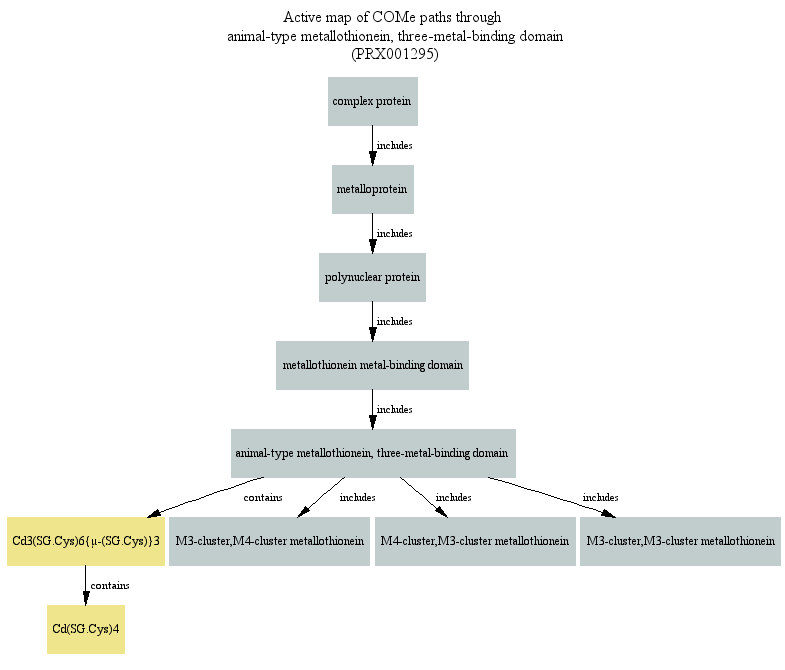 Active map of COMe paths through
animal-type metallothionein, three-metal-binding domain
(PRX001295)
complex protein
includes
metalloprotein
includes
polynuclear protein
includes
metallothionein metal-binding domain
includes
animal-type metallothionein, three-metal-binding domain
contains
includes
includes
includes
Cd3(SG.Cys)6{μ-(SG.Cys)}3
M3-cluster,M4-cluster metallothionein
M4-cluster,M3-cluster metallothionein
M3-cluster,M3-cluster metallothionein
contains
Cd(SG.Cys)4